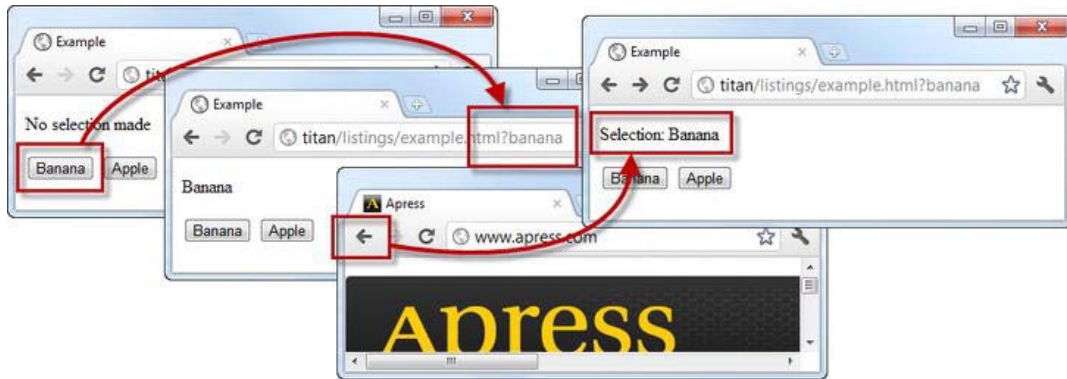 Example
tit
No selection made
Banana Apple
Example
titan/listings/example.html?banana
Banana
Banana Apple
Apress
www.apress.com
Apress
Example
titan/listings/example.html?banana
Selection: Banana
Banana Apple